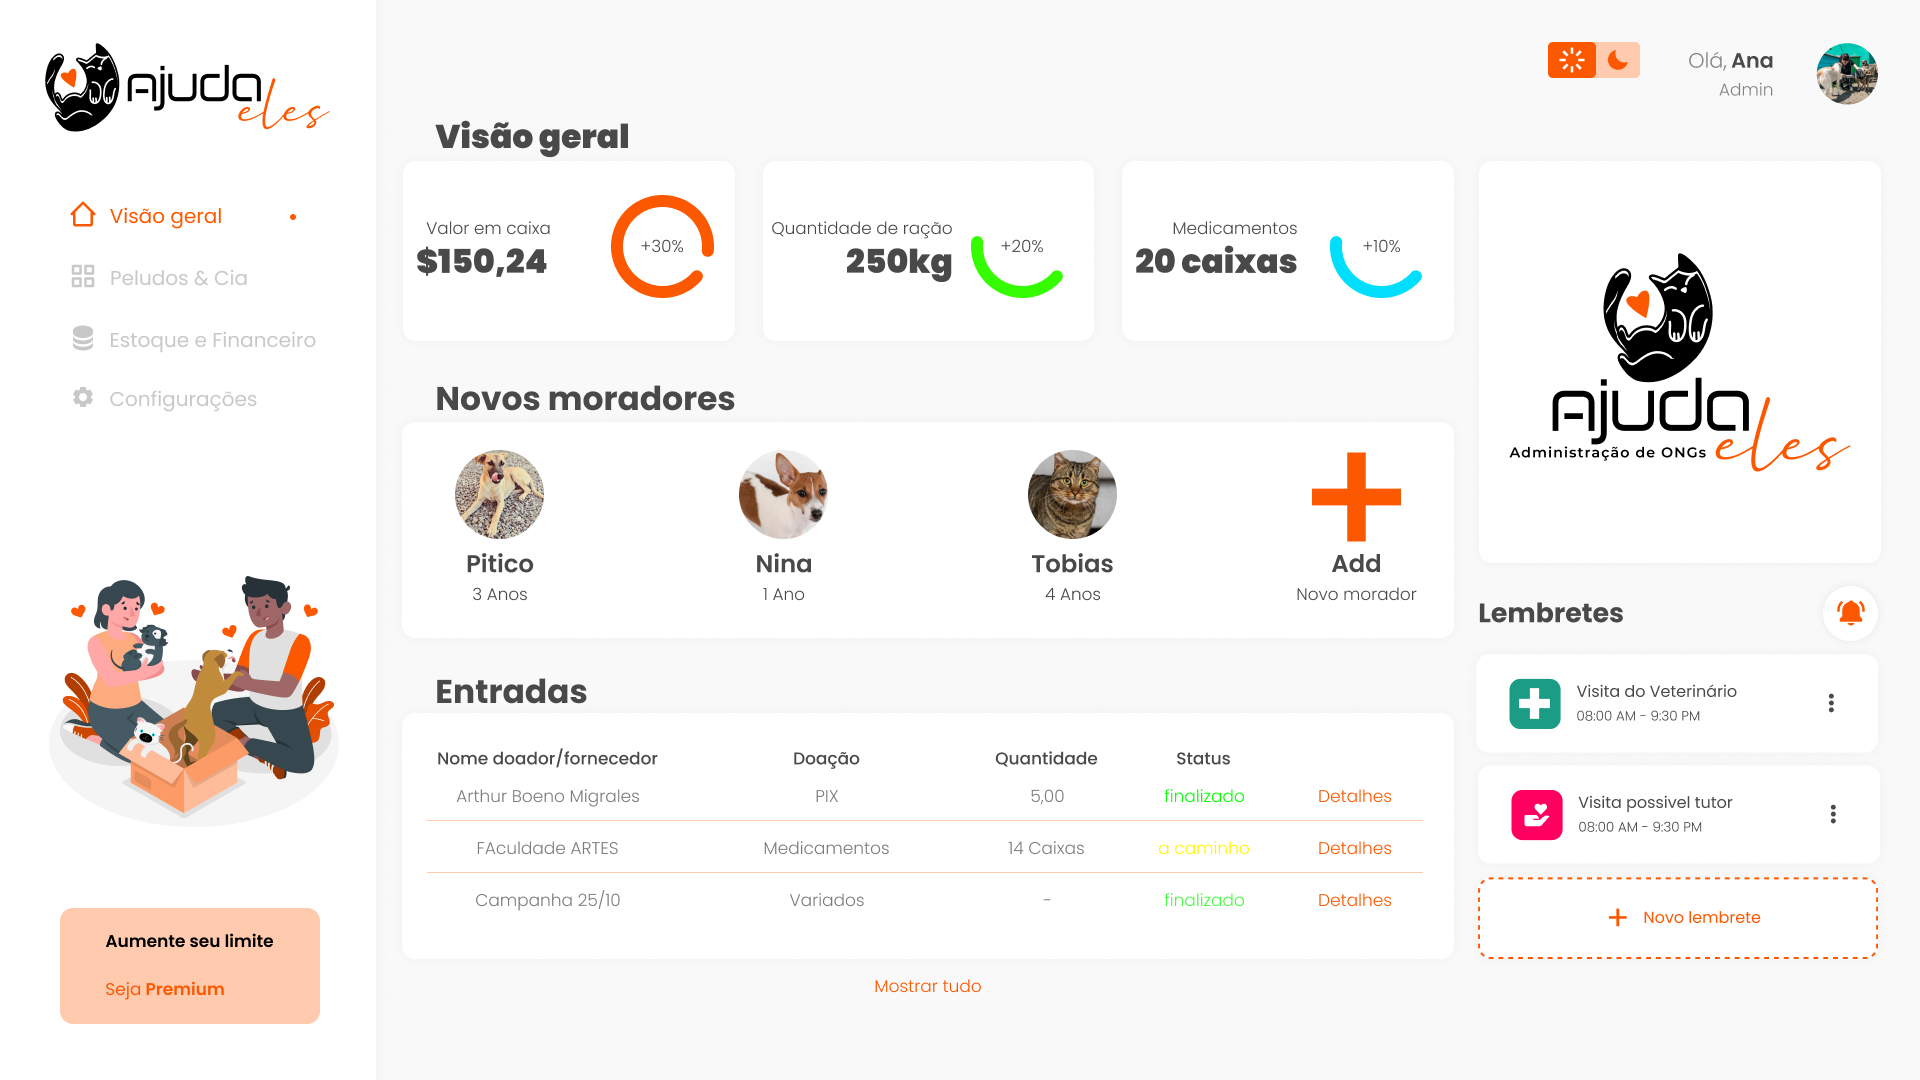 Ajuda
eles
Visão geral
Peludos & Cia
Estoque e Financeiro
Configurações
Aumente seu limite
Seja Premium
Olá, Ana
Admin
Visão geral
Valor em caixa
$150,24
+30%
Quantidade de ração
250kg
+20%
Medicamentos
20 caixas
+10%
Novos moradores
Pitico
3 Anos
Nina
1 Ano
Tobias
4 Anos
Add
Novo morador
Entradas
Nome doador/fornecedor Doação Quantidade Status
Arthur Boeno Migrales PIX 5,00 finalizado Detalhes
FAculdade ARTES Medicamentos 14 Caixas a caminho Detalhes
Campanha 25/10 Variados - finalizado Detalhes
Mostrar tudo
Ajuda
Administração de ONGs eles
Lembretes
Visita do Veterinário
08:00 AM - 9:30 PM
Visita possivel tutor
08:00 AM - 9:30 PM
+ Novo lembrete